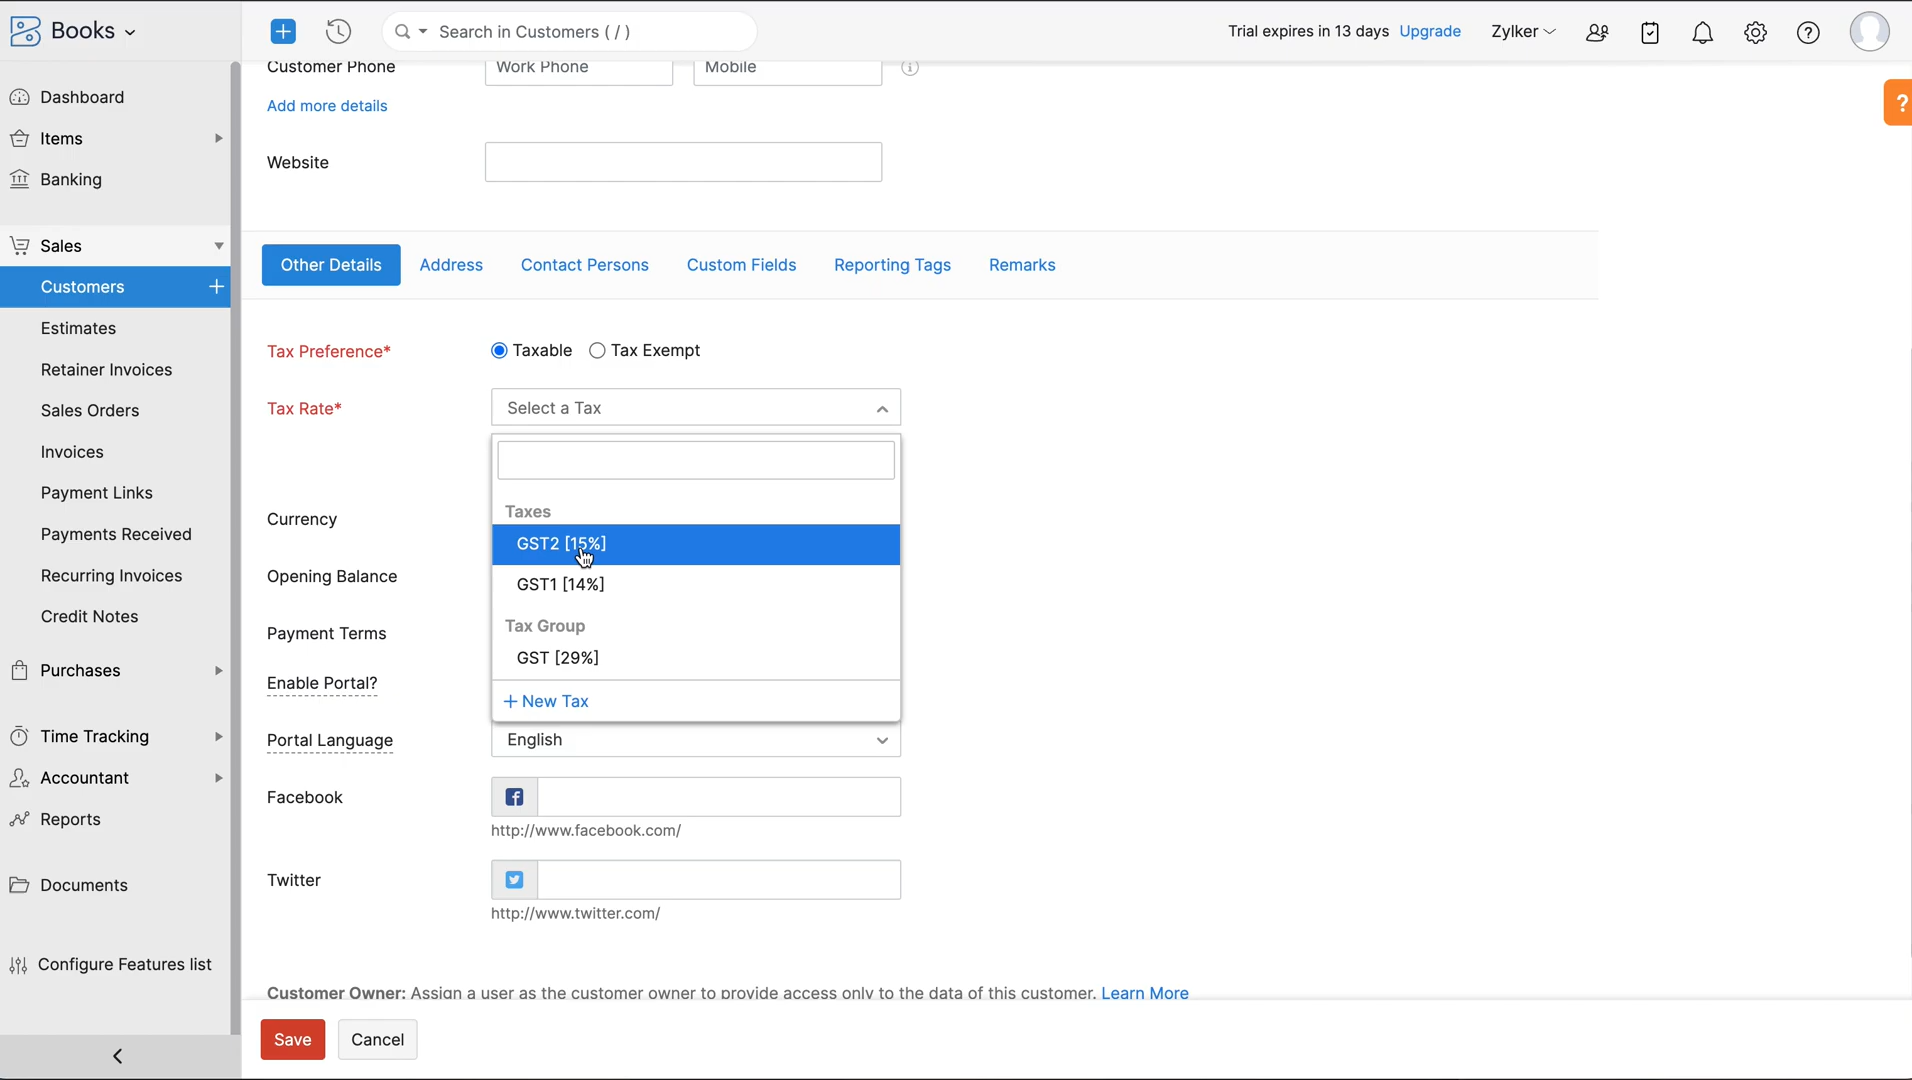 Books
Search in Customers ( / )
Trial expires in 13 days Upgrade
Zylker
?
Dashboard
Items
Banking
Sales
Customers +
Estimates
Retainer Invoices
Sales Orders
Invoices
Payment Links
Payments Received
Recurring Invoices
Credit Notes
Purchases
Time Tracking
Accountant
Reports
Documents
Configure Features list
Customer Phone
Work Phone
Mobile
Add more details
Website
Other Details
Address
Contact Persons
Custom Fields
Reporting Tags
Remarks
Tax Preference*
Taxable
Tax Exempt
Tax Rate*
Select a Tax
Taxes
GST2 [15%]
GST1 [14%]
Tax Group
GST [29%]
+ New Tax
Currency
Opening Balance
Payment Terms
Enable Portal?
Portal Language
English
Facebook
http://www.facebook.com/
Twitter
http://www.twitter.com/
Customer Owner: Assign a user as the customer owner to provide access only to the data of this customer. Learn More
Save
Cancel